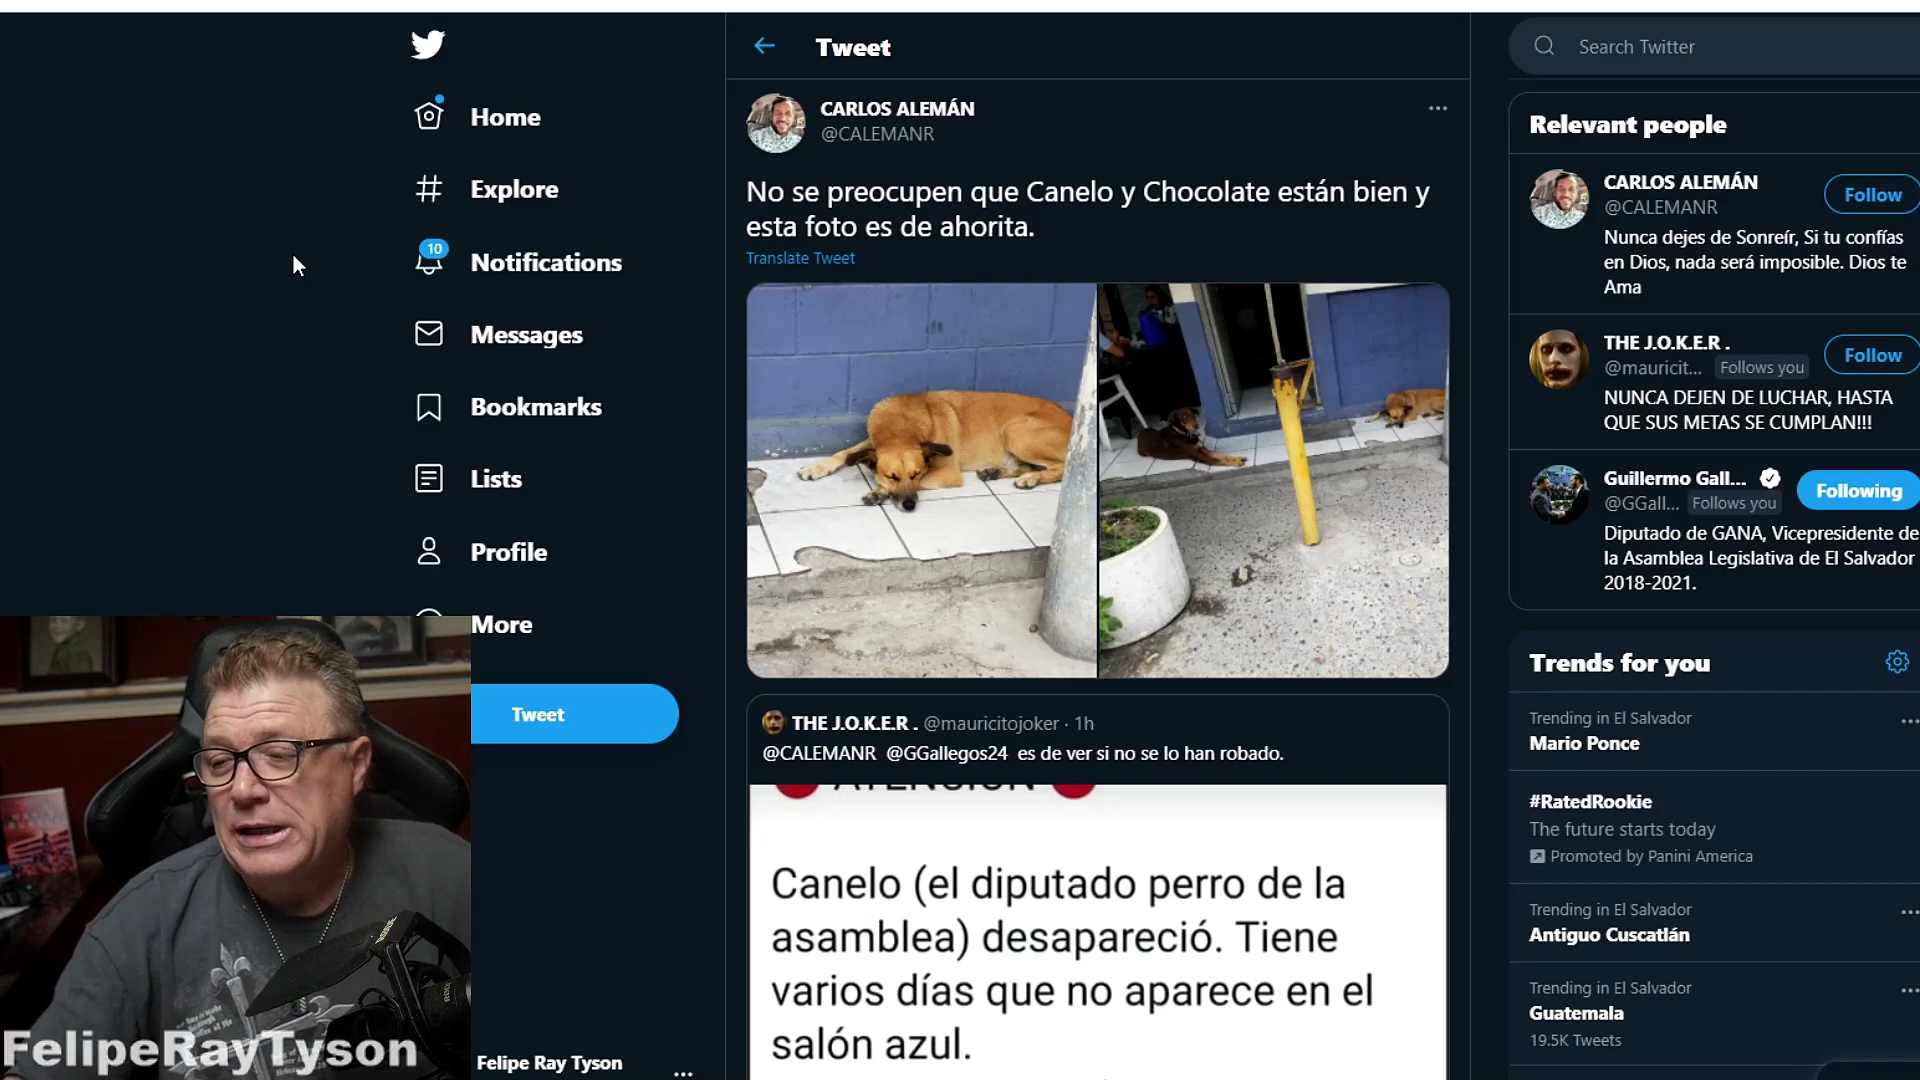 Home
Explore
10
Notifications
Messages
Bookmarks
Lists
Profile
More
Tweet
FelipeRayTyson
Felipe Ray Tyson
Tweet
CARLOS ALEMÁN
@CALEMANR
No se preocupen que Canelo y Chocolate están bien y
esta foto es de ahorita.
Translate Tweet
THE J.O.K.E.R . @mauricitojoker · 1h
@CALEMANR @GGallegos24 es de ver si no se lo han robado.
ATENCION
Canelo (el diputado perro de la
asamblea) desapareció. Tiene
varios días que no aparece en el
salón azul.
Search Twitter
Relevant people
CARLOS ALEMÁN
Follow
@CALEMANR
Nunca dejes de Sonreír, Si tu confías
en Dios, nada será imposible. Dios te
Ama
THE J.O.K.E.R .
Follow
@mauricit... Follows you
NUNCA DEJEN DE LUCHAR, HASTA
QUE SUS METAS SE CUMPLAN!!!
Guillermo Gall...
Following
@GGall... Follows you
Diputado de GANA, Vicepresidente de
la Asamblea Legislativa de El Salvador
2018-2021.
Trends for you
Trending in El Salvador
Mario Ponce
#RatedRookie
The future starts today
Promoted by Panini America
Trending in El Salvador
Antiguo Cuscatlán
Trending in El Salvador
Guatemala
19.5K Tweets